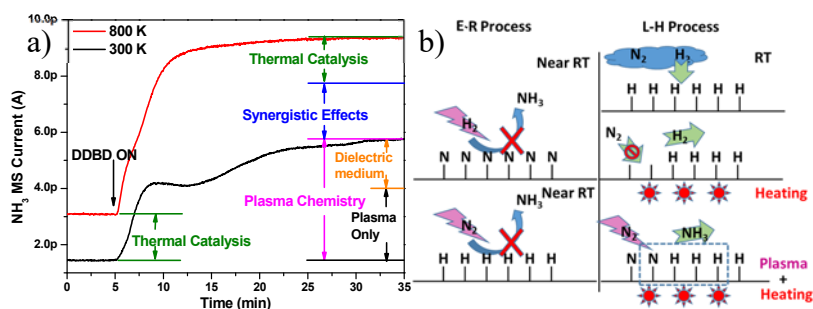 a)
10.0p
8.0p
6.0p
4.0p
2.0p
NH3 MS Current (A)
800 K
300 K
DDBD ON
Thermal Catalysis
Synergistic Effects
Plasma Chemistry
Dielectric
medium
Plasma
Only
Thermal Catalysis
0 5 10 15 20 25 30 35
Time (min)
b)
E-R Process
Near RT
NH3
H2
N N N N N N
Near RT
NH3
N2
H H H H H H
L-H Process
N2 H2
RT
H H H H H H
N2 H2
H H H H
Heating
N2 NH3
N N H H H H
Plasma
+
Heating